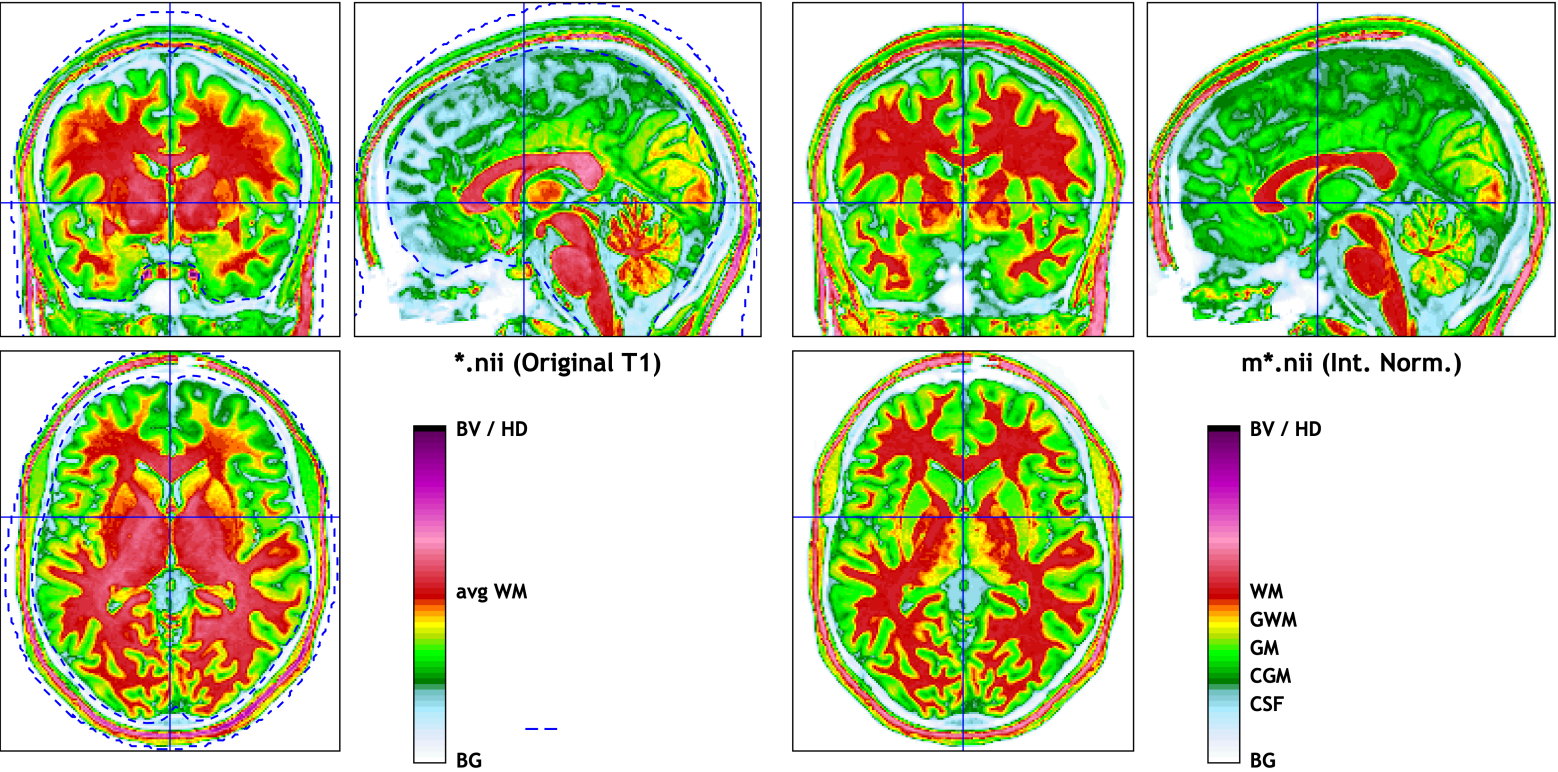 *.nii (Original T1)
BV / HD
avg WM
BG
m*.nii (Int. Norm.)
BV / HD
WM
GWM
GM
CGM
CSF
BG